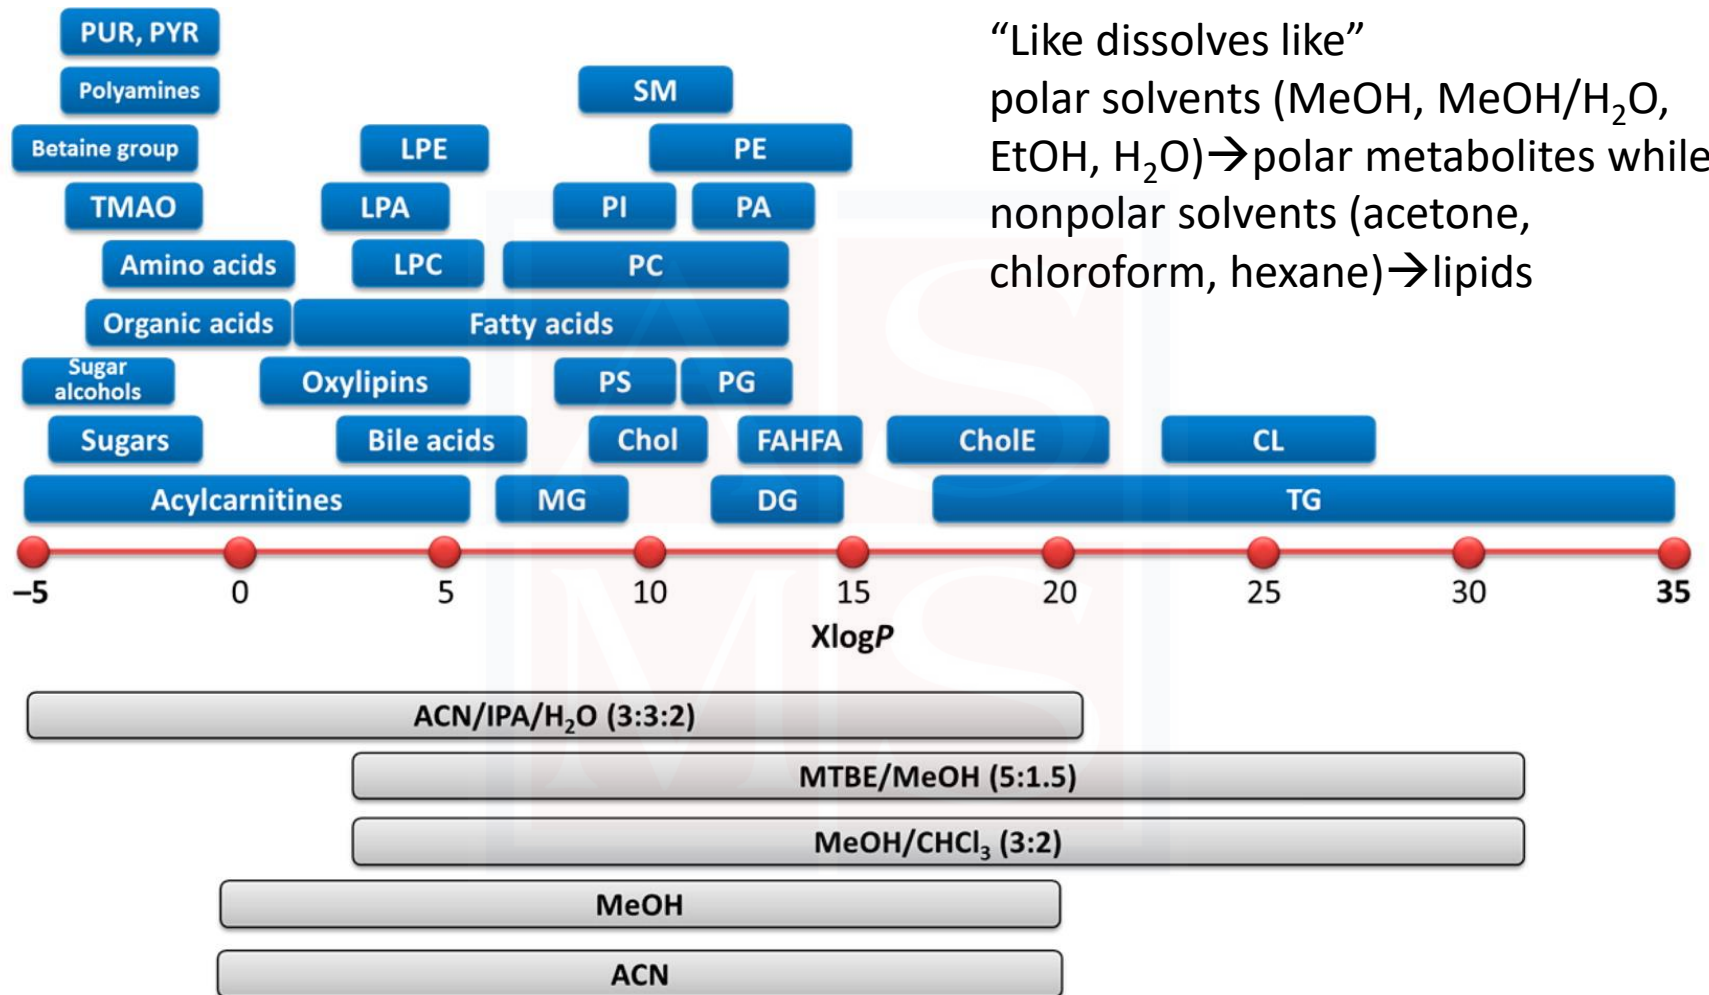 PUR, PYR
Polyamines
SM
Betaine group
LPE
PE
TMAO
LPA
PI
PA
Amino acids
LPC
PC
Organic acids
Fatty acids
Sugar
alcohols
Oxylipins
PS
PG
Sugars
Bile acids
Chol
FAHFA
CholE
CL
Acylcarnitines
MG
DG
TG
“Like dissolves like”
polar solvents (MeOH, MeOH/H₂O,
EtOH, H₂O)→polar metabolites while
nonpolar solvents (acetone,
chloroform, hexane)→lipids
–5
0
5
10
15
20
25
30
35
XlogP
ACN/IPA/H₂O (3:3:2)
MTBE/MeOH (5:1.5)
MeOH/CHCl₃ (3:2)
MeOH
ACN
AS
MS